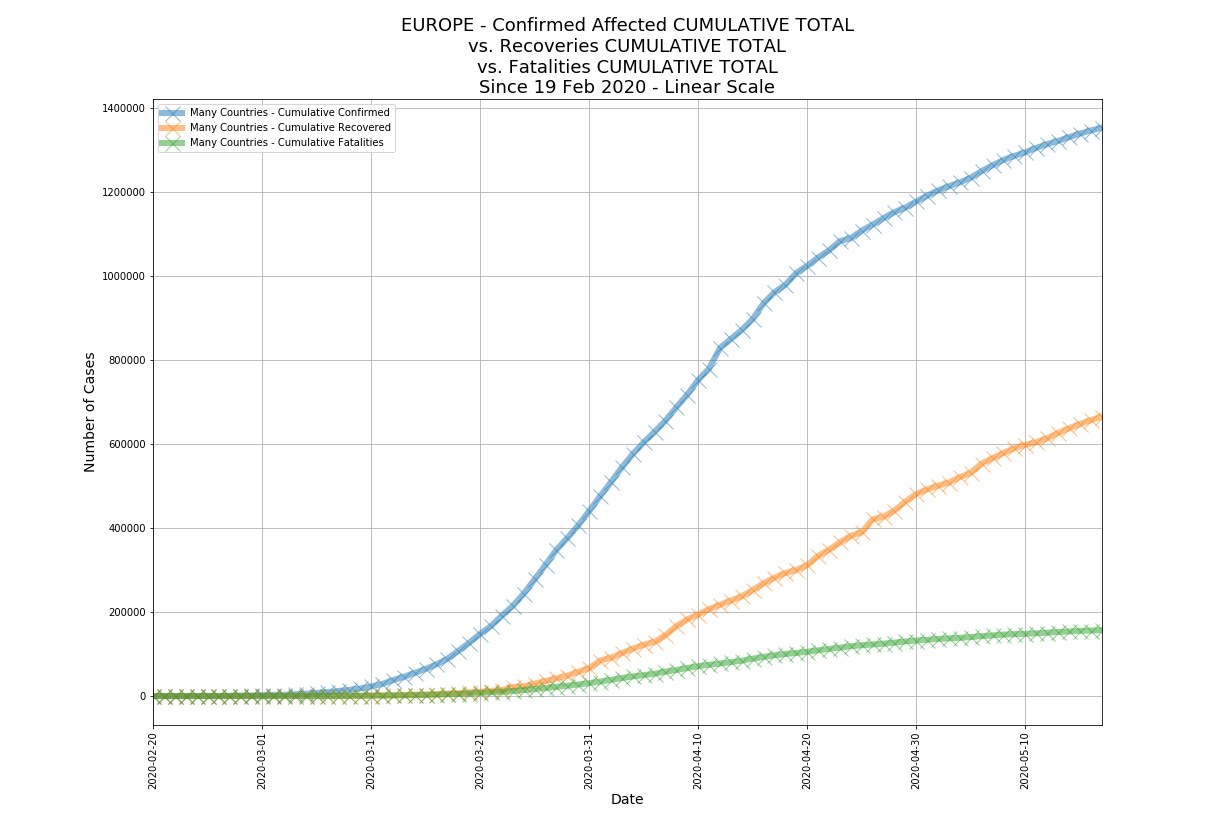 EUROPE - Confirmed Affected CUMULATIVE TOTAL
vs. Recoveries CUMULATIVE TOTAL
vs. Fatalities CUMULATIVE TOTAL
Since 19 Feb 2020 - Linear Scale
Many Countries - Cumulative Confirmed
Many Countries - Cumulative Recovered
Many Countries - Cumulative Fatalities
Number of Cases
1400000
1200000
1000000
800000
600000
400000
200000
0
2020-02-20
2020-03-01
2020-03-11
2020-03-21
2020-03-31
2020-04-10
2020-04-20
2020-04-30
2020-05-10
Date